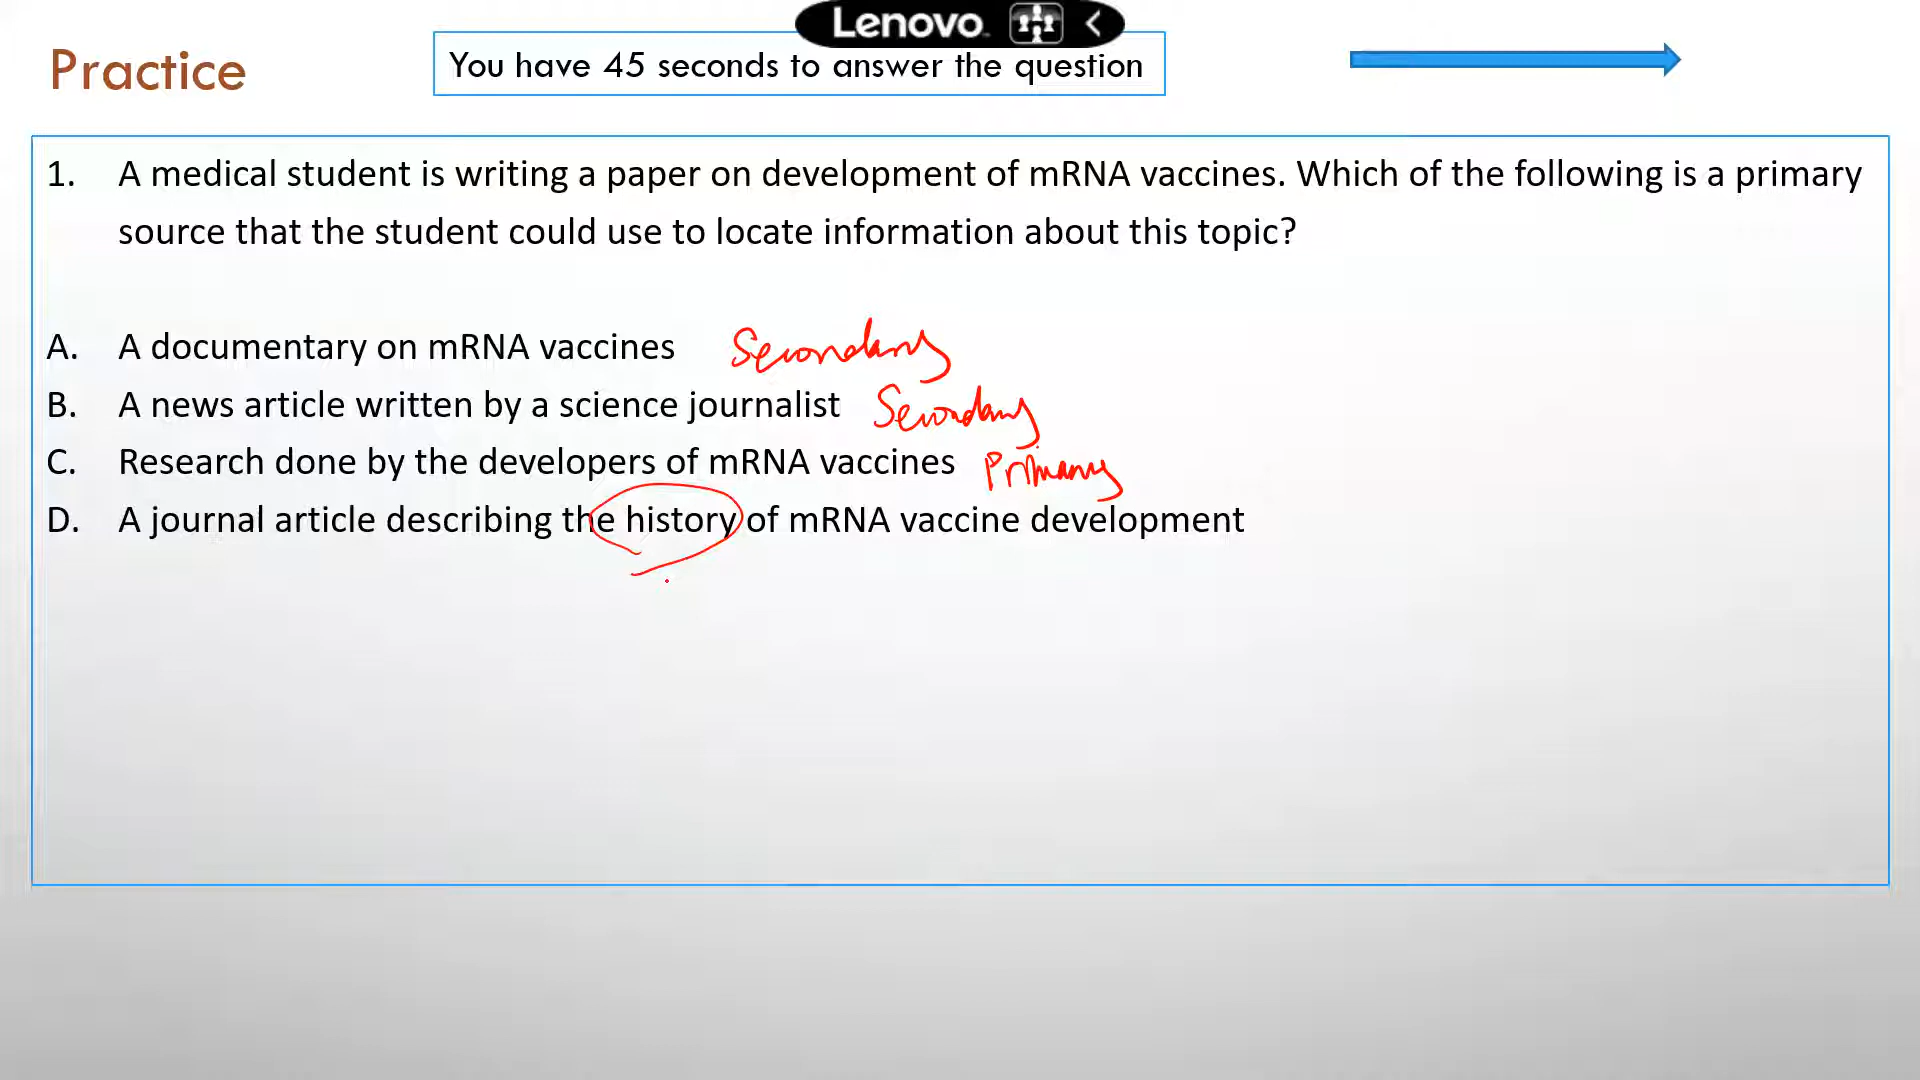 Lenovo
Practice
You have 45 seconds to answer the question
1. A medical student is writing a paper on development of mRNA vaccines. Which of the following is a primary
source that the student could use to locate information about this topic?
A. A documentary on mRNA vaccines Secondary
B. A news article written by a science journalist Secondary
C. Research done by the developers of mRNA vaccines Primary
D. A journal article describing the history of mRNA vaccine development